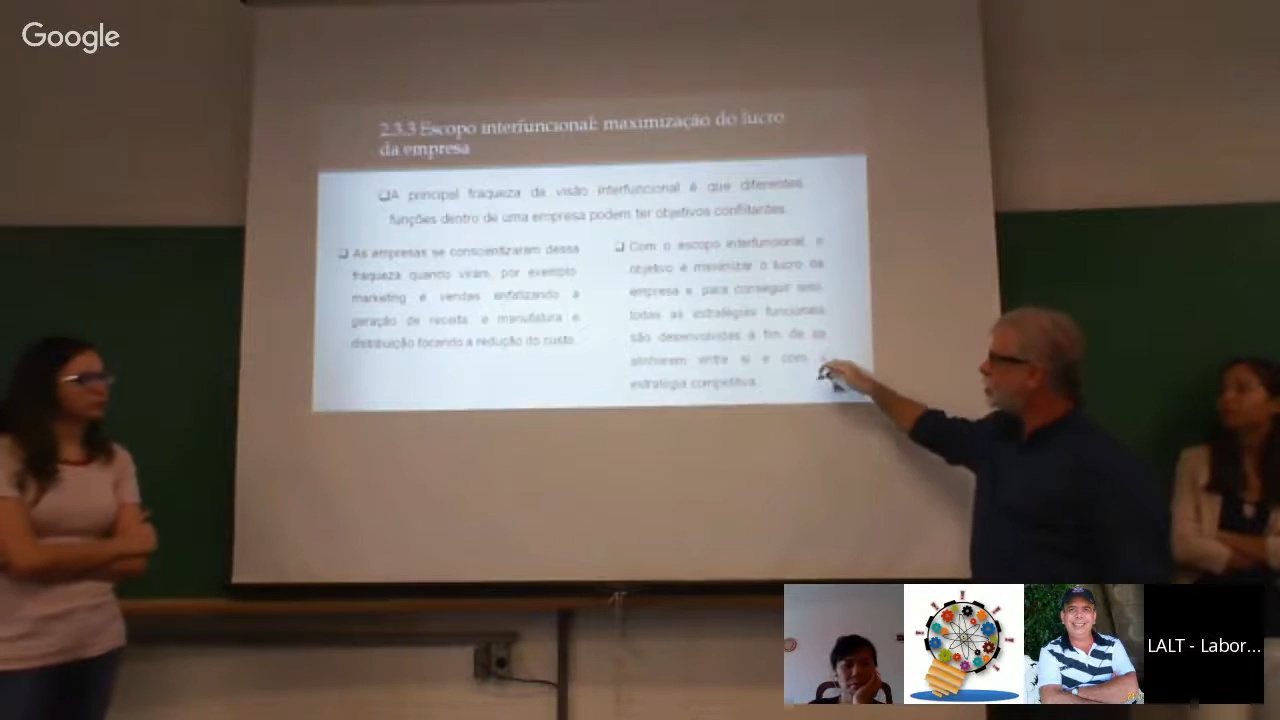 Google
2.3.3 Escopo interfuncional: maximização do lucro
da empresa
A principal fraqueza da visão interfuncional é que diferentes
funções dentro de uma empresa podem ter objetivos conflitantes.
As empresas se conscientizaram dessa
fraqueza quando viram, por exemplo
marketing e vendas enfatizando a
geração de receita e manufatura e
distribuição focando a redução do custo.
Com o escopo interfuncional, o
objetivo é maximizar o lucro da
empresa e para conseguir isso,
todas as estratégias funcionais
são desenvolvidas a fim de se
alinharem entre si e com a
estratégia competitiva.
LALT - Labor...